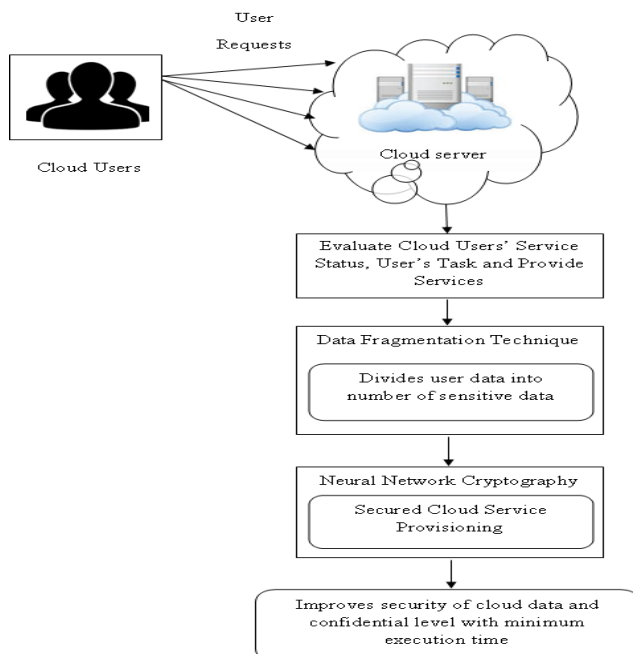 User
Requests
Cloud Users
Cloud server
Evaluate Cloud Users' Service
Status, User's Task and Provide
Services
Data Fragmentation Technique
Divides user data into
number of sensitive data
Neural Network Cryptography
Secured Cloud Service
Provisioning
Improves security of cloud data and
confidential level with minimum
execution time